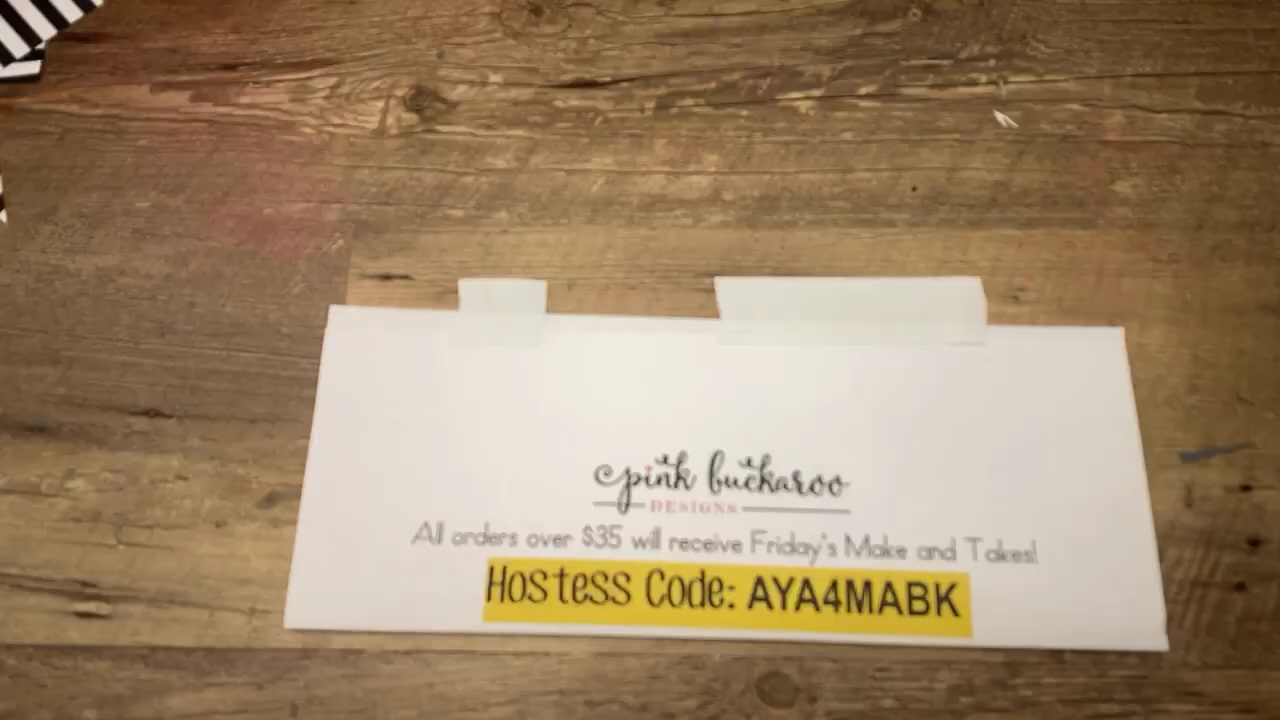 pink buckaroo
DESIGNS
All orders over $35 will receive Friday's Make and Takes!
Hostess Code: AYA4MABK